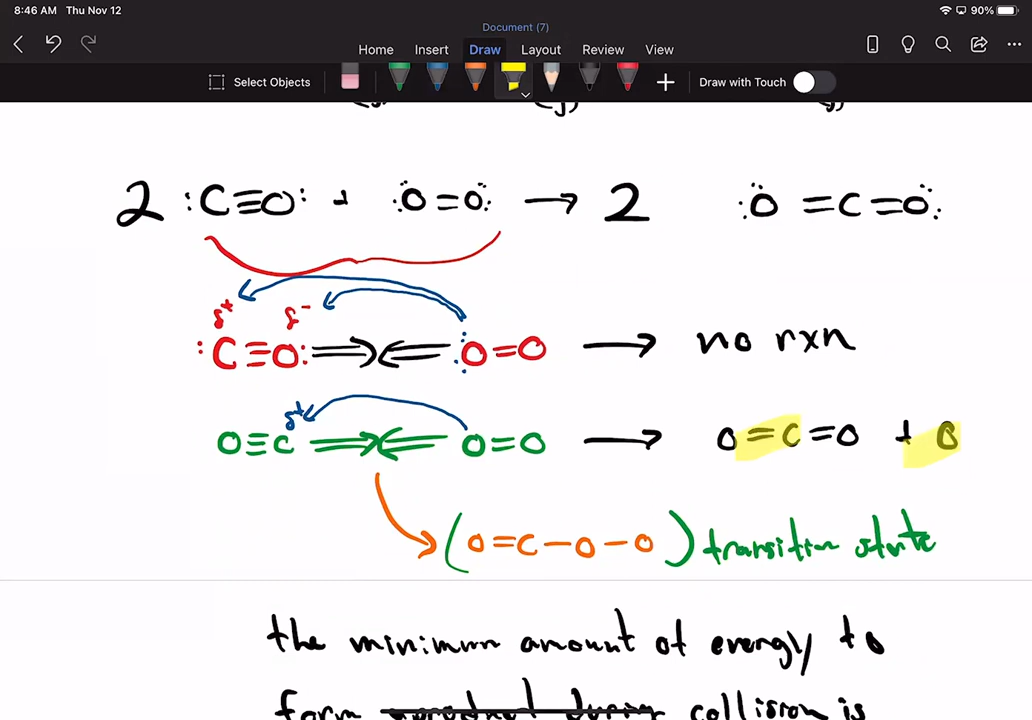 8:46 AM Thu Nov 12 90%
Document (7)
Home Insert Draw Layout Review View
Select Objects Draw with Touch
(g)
2 :C≡O: + :Ö=Ö: → 2 :Ö=C=Ö:
δ+ δ-
:C≡O: :O=O → no rxn
δ+
O≡C O=O → O=C=O + O
(O=C-O-O) transition state
the minimum amount of energy to
form collision is